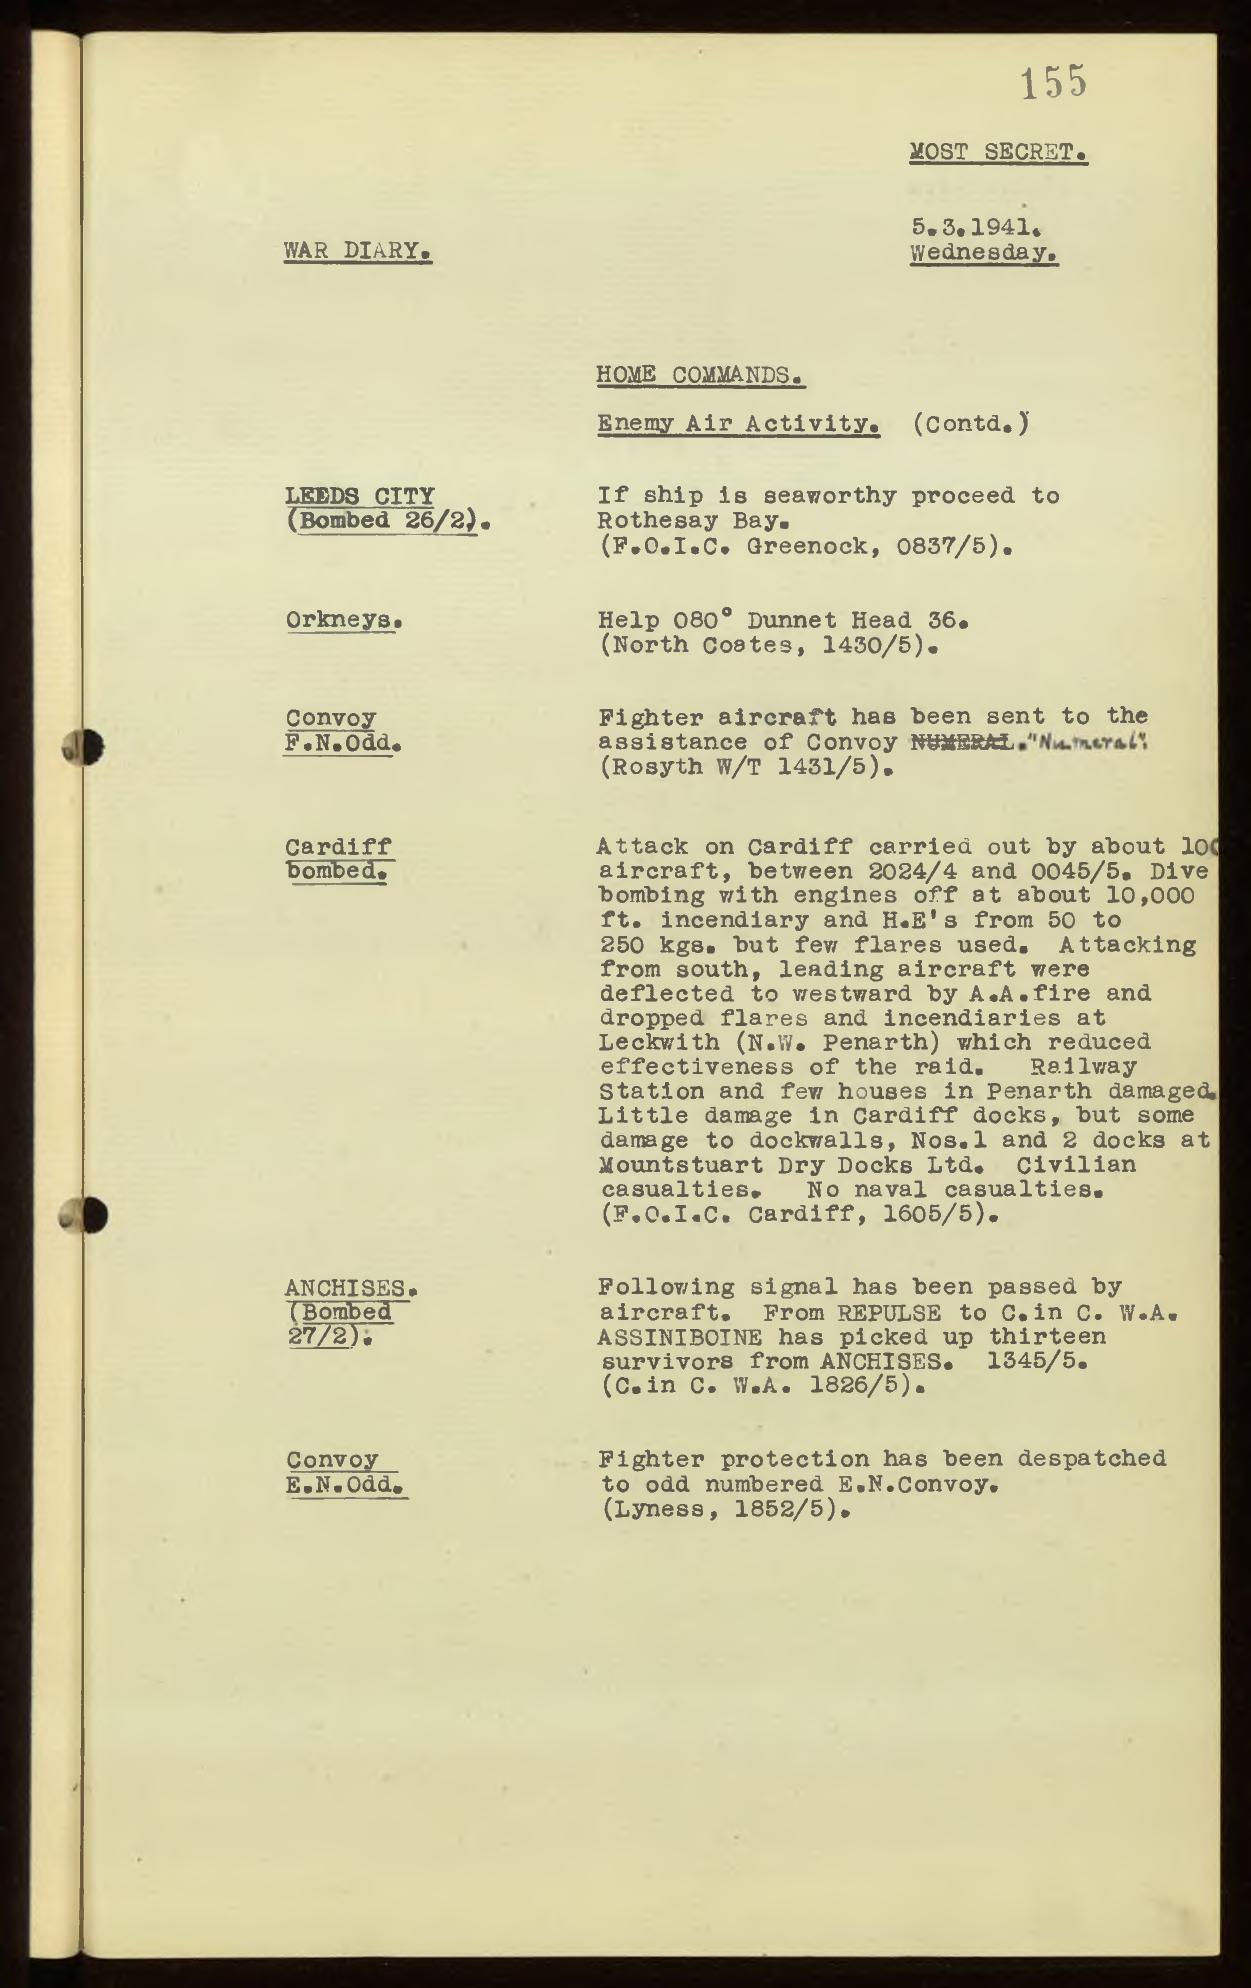 155
MOST SECRET.
5.3.1941.
WAR DIARY.
Wednesday.
HOME COMMANDS.
Enemy Air Activity. (Contd.)
LEEDS CITY
(Bombed 26/2).
If ship is seaworthy proceed to
Rothesay Bay.
(F.O.I.C. Greenock, 0837/5).
Orkneys.
Help 080° Dunnet Head 36.
(North Coates, 1430/5).
Convoy
F.N.Odd.
Fighter aircraft has been sent to the
assistance of Convoy NUMERAL. "Numeral".
(Rosyth W/T 1431/5).
Cardiff
bombed.
Attack on Cardiff carried out by about 100
aircraft, between 2024/4 and 0045/5. Dive
bombing with engines off at about 10,000
ft. incendiary and H.E's from 50 to
250 kgs. but few flares used. Attacking
from south, leading aircraft were
deflected to westward by A.A.fire and
dropped flares and incendiaries at
Leckwith (N.W. Penarth) which reduced
effectiveness of the raid. Railway
Station and few houses in Penarth damaged.
Little damage in Cardiff docks, but some
damage to dockwalls, Nos.1 and 2 docks at
Mountstuart Dry Docks Ltd. Civilian
casualties. No naval casualties.
(F.O.I.C. Cardiff, 1605/5).
ANCHISES.
(Bombed
27/2).
Following signal has been passed by
aircraft. From REPULSE to C.in C. W.A.
ASSINIBOINE has picked up thirteen
survivors from ANCHISES. 1345/5.
(C.in C. W.A. 1826/5).
Convoy
E.N.Odd.
Fighter protection has been despatched
to odd numbered E.N.Convoy.
(Lyness, 1852/5).